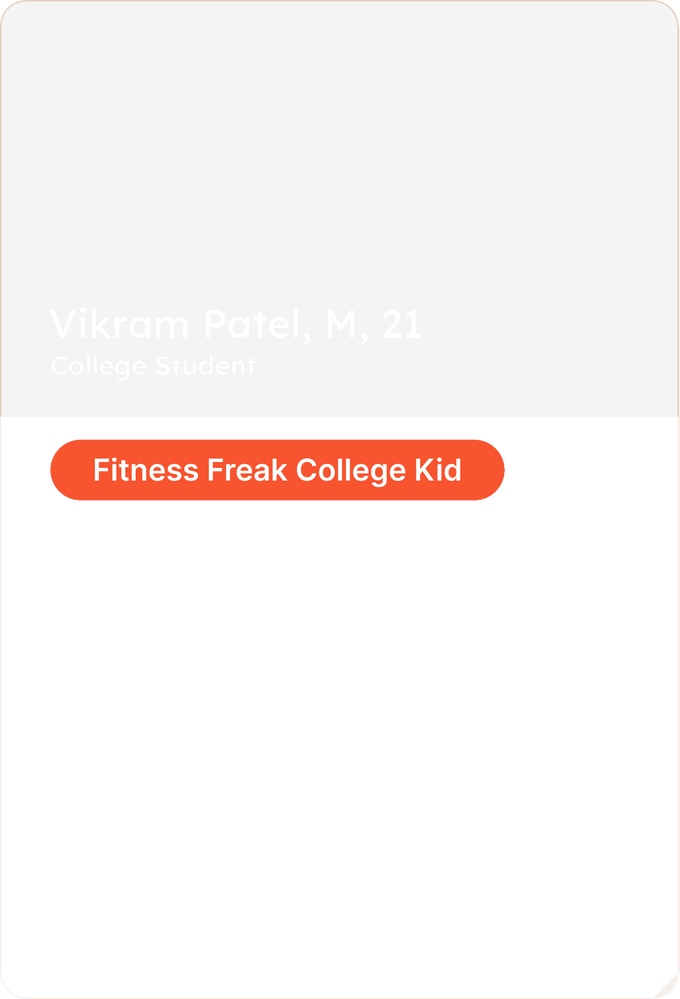 Vikram Patel, M, 21
College Student
Fitness Freak College Kid